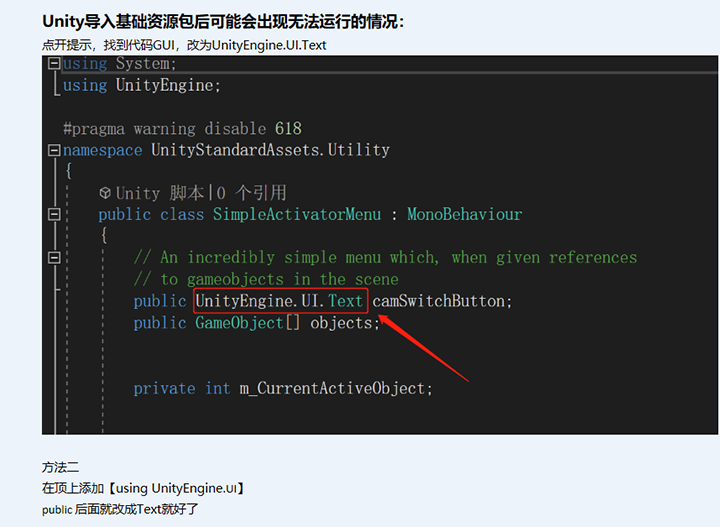 Unity导入基础资源包后可能会出现无法运行的情况：
点开提示，找到代码GUI，改为UnityEngine.UI.Text
using System;
using UnityEngine;
#pragma warning disable 618
namespace UnityStandardAssets.Utility
{
Unity 脚本|0 个引用
public class SimpleActivatorMenu : MonoBehaviour
{
// An incredibly simple menu which, when given references
// to gameobjects in the scene
public UnityEngine.UI.Text camSwitchButton;
public GameObject[] objects;
private int m_CurrentActiveObject;
方法二
在顶上添加【using UnityEngine.UI】
public 后面就改成Text就好了